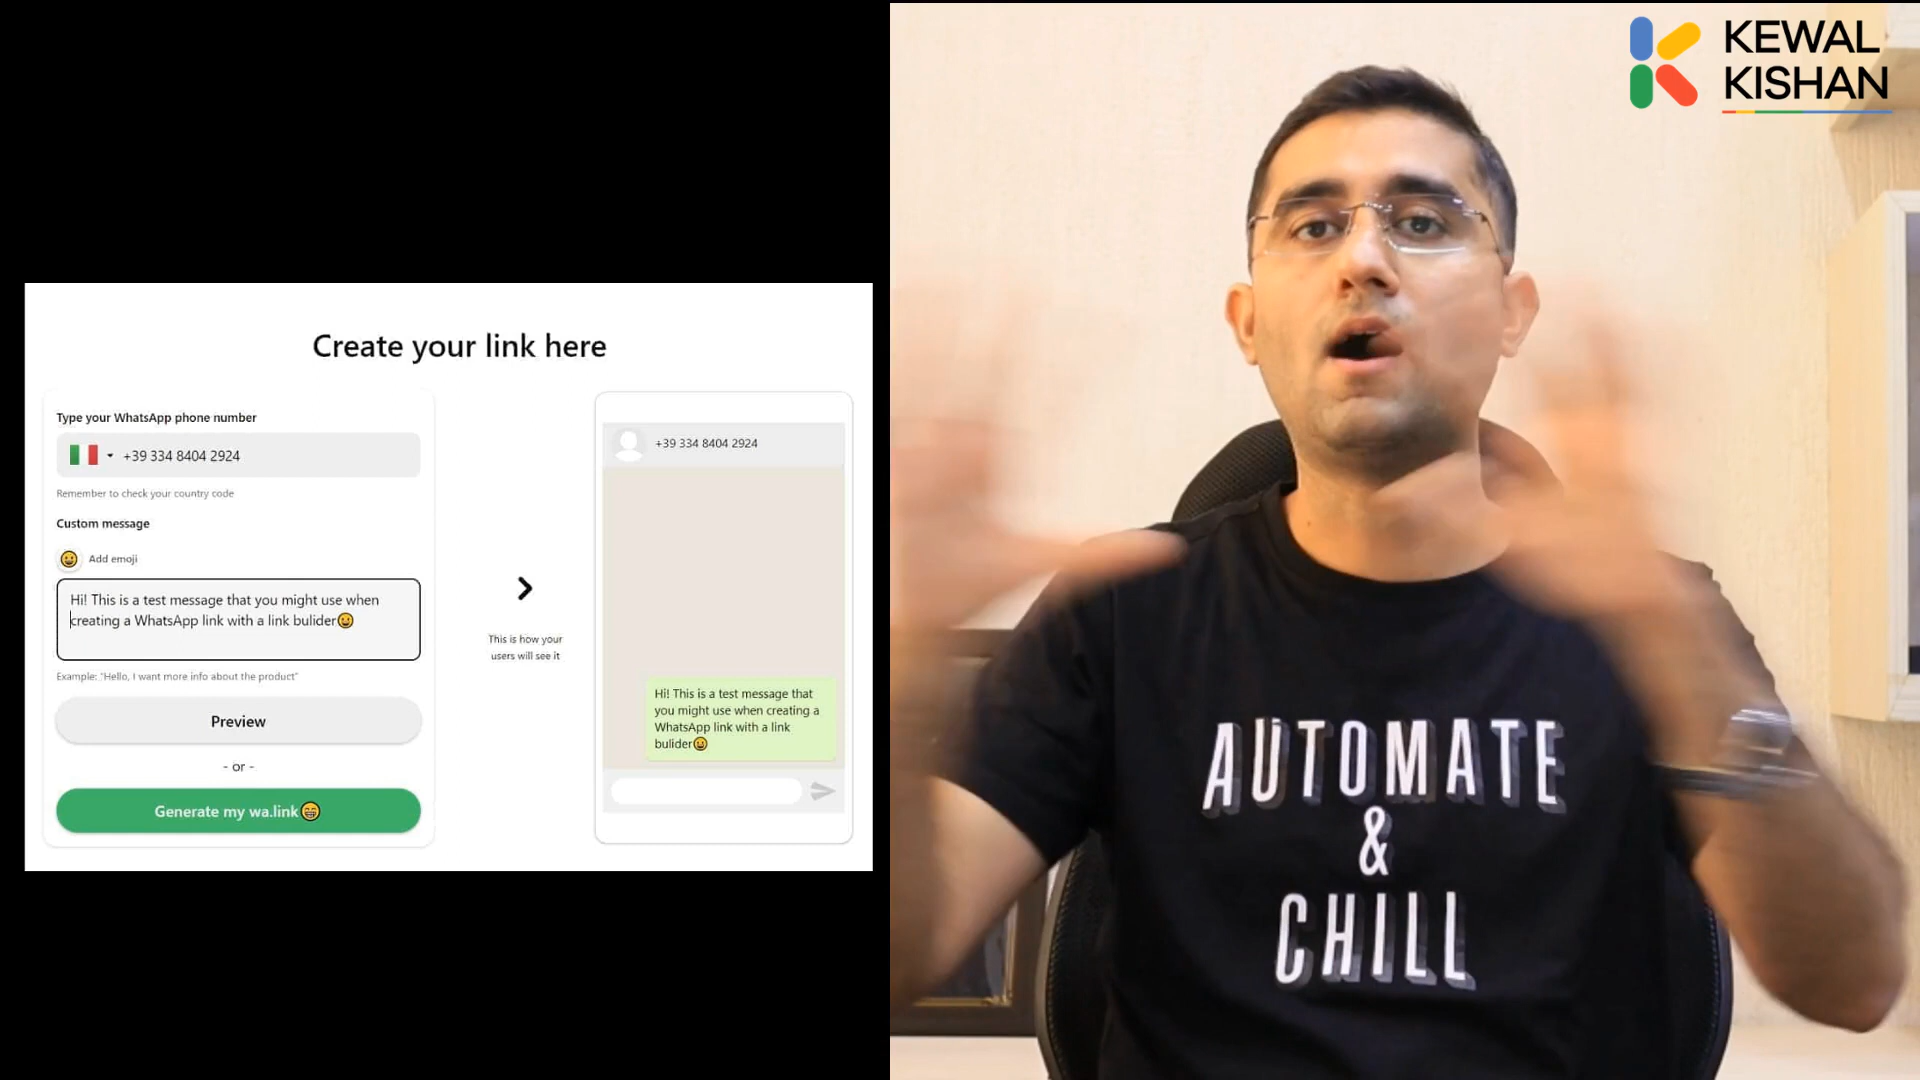 KEWAL
KISHAN
Create your link here
Type your WhatsApp phone number
+39 334 8404 2924
Remember to check your country code
Custom message
Add emoji
Hi! This is a test message that you might use when
creating a WhatsApp link with a link bulider😀
Example: "Hello, I want more info about the product"
Preview
- or -
Generate my wa.link😁
This is how your
users will see it
+39 334 8404 2924
Hi! This is a test message that
you might use when creating a
WhatsApp link with a link
bulider😀
AUTOMATE
&
CHILL